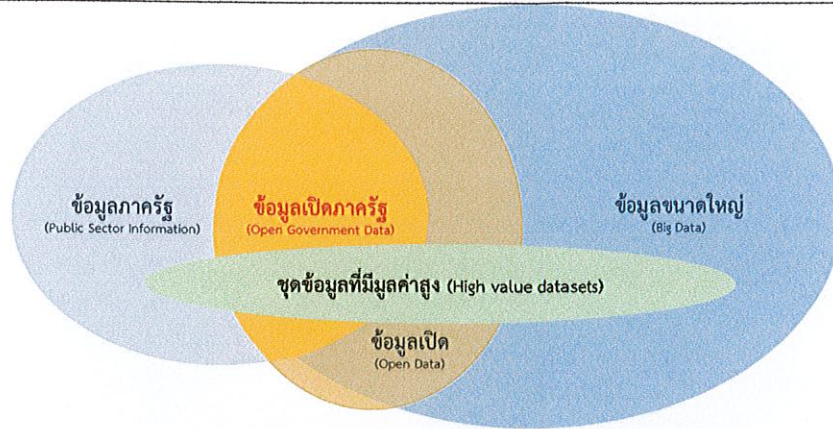 ข้อมูลภาครัฐ
(Public Sector Information)
ข้อมูลเปิดภาครัฐ
(Open Government Data)
ข้อมูลขนาดใหญ่
(Big Data)
ชุดข้อมูลที่มีมูลค่าสูง (High value datasets)
ข้อมูลเปิด
(Open Data)